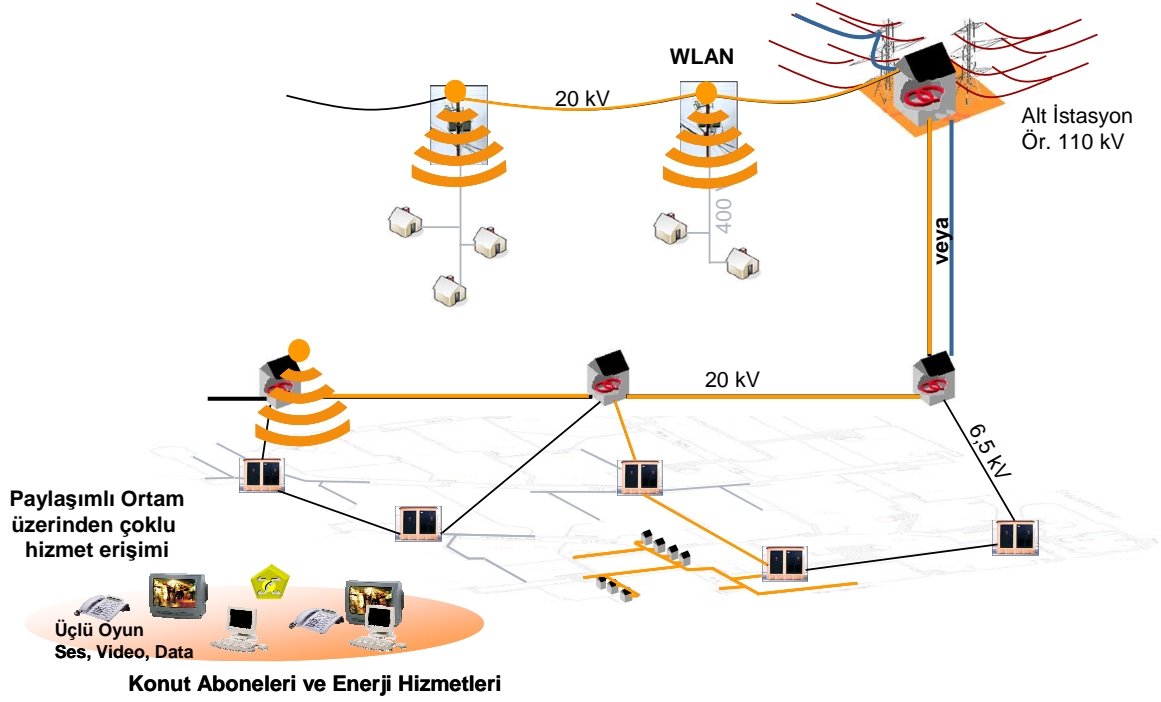 WLAN
20 kV
Alt İstasyon
Ör. 110 kV
400
veya
20 kV
6,5 kV
Paylaşımlı Ortam
üzerinden çoklu
hizmet erişimi
Üçlü Oyun
Ses, Video, Data
Konut Aboneleri ve Enerji Hizmetleri